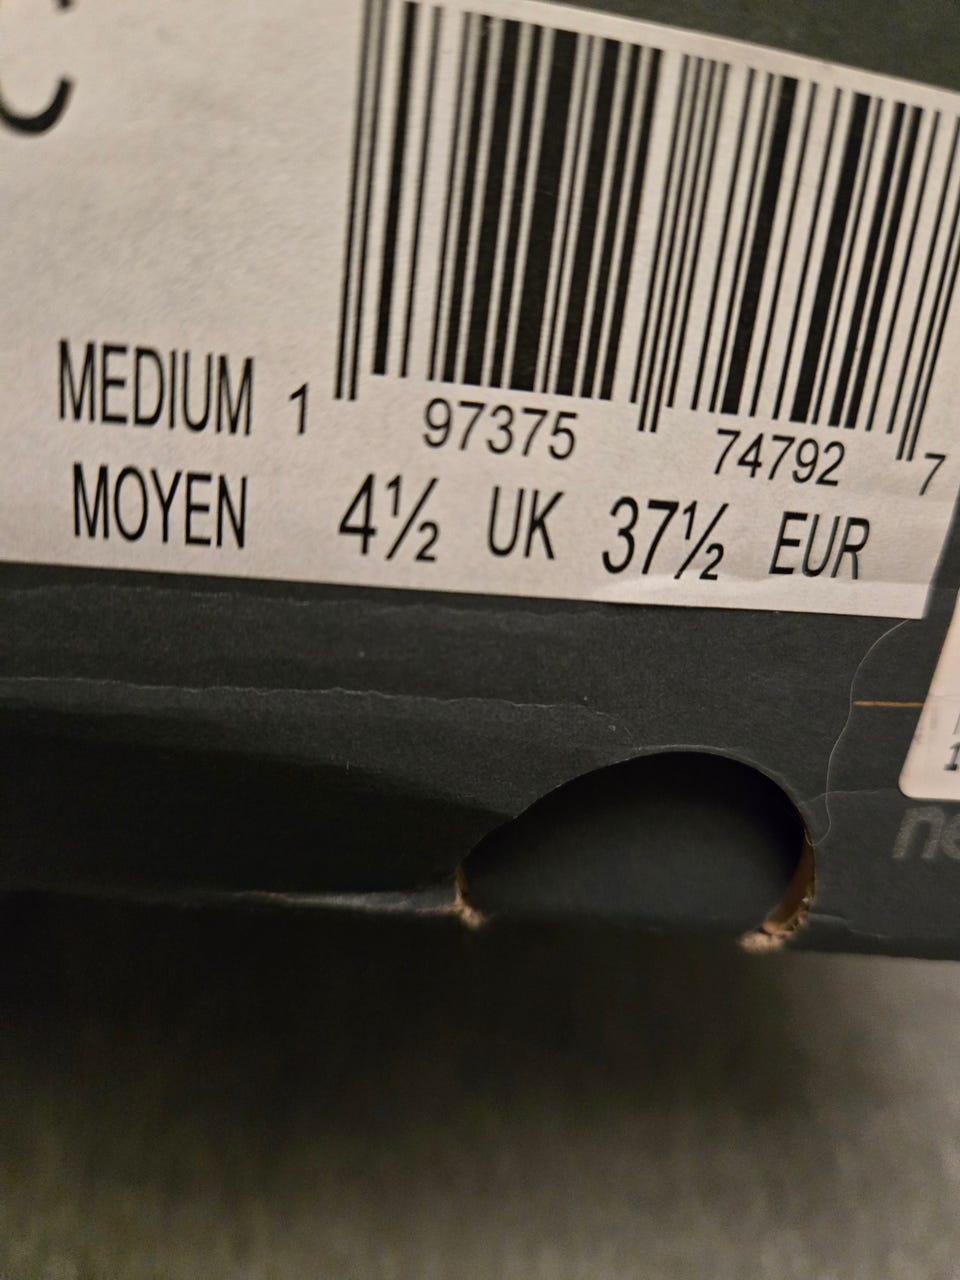 MEDIUM 1 97375 74792 7
MOYEN 4½ UK 37½ EUR